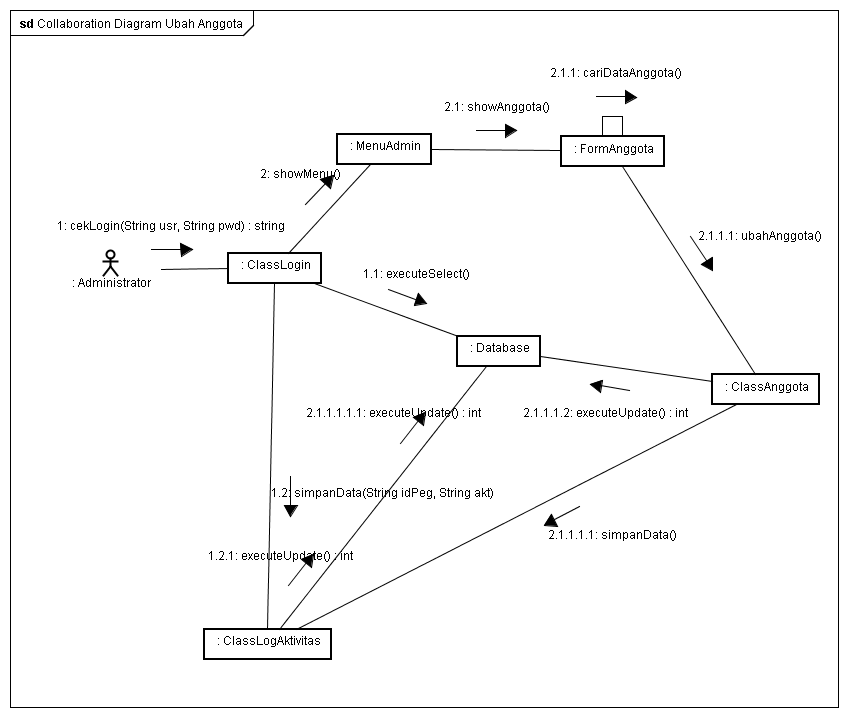 sd Collaboration Diagram Ubah Anggota
2.1.1: cariDataAnggota()
2.1: showAnggota()
: MenuAdmin
: FormAnggota
2: showMenu()
1: cekLogin(String usr, String pwd) : string
2.1.1.1: ubahAnggota()
: ClassLogin
: Administrator
1.1: executeSelect()
: Database
: ClassAnggota
2.1.1.1.1.1: executeUpdate() : int
2.1.1.1.2: executeUpdate() : int
1.2: simpanData(String idPeg, String akt)
2.1.1.1.1: simpanData()
1.2.1: executeUpdate() : int
: ClassLogAktivitas